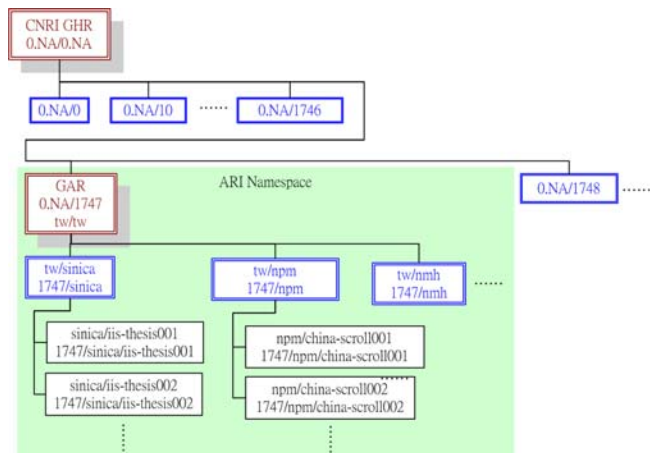 CNRI GHR
0.NA/0.NA
0.NA/0
0.NA/10
......
0.NA/1746
GAR
0.NA/1747
tw/tw
ARI Namespace
0.NA/1748
......
tw/sinica
1747/sinica
tw/npm
1747/npm
tw/nmh
1747/nmh
......
sinica/iis-thesis001
1747/sinica/iis-thesis001
npm/china-scroll001
1747/npm/china-scroll001
sinica/iis-thesis002
1747/sinica/iis-thesis002
......
npm/china-scroll002
1747/npm/china-scroll002